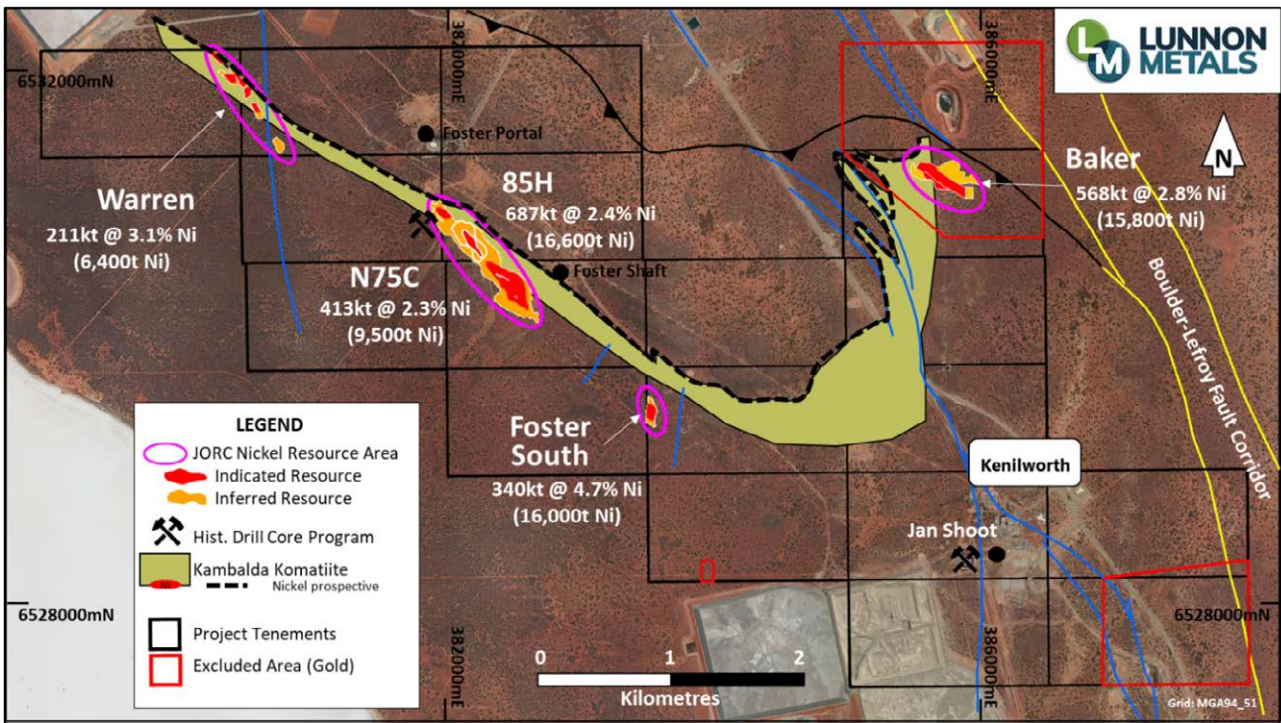 LUNNON
METALS
6532000mN
382000mE
386000mE
Foster Portal
N
Baker
568kt @ 2.8% Ni
(15,800t Ni)
85H
687kt @ 2.4% Ni
(16,600t Ni)
Warren
211kt @ 3.1% Ni
(6,400t Ni)
Foster Shaft
N75C
413kt @ 2.3% Ni
(9,500t Ni)
Boulder-Lefroy Fault Corridor
Foster
South
340kt @ 4.7% Ni
(16,000t Ni)
Kenilworth
Jan Shoot
LEGEND
JORC Nickel Resource Area
Indicated Resource
Inferred Resource
Hist. Drill Core Program
Kambalda Komatiite
Nickel prospective
Project Tenements
Excluded Area (Gold)
6528000mN
382000mE
386000mE
6528000mN
0 1 2
Kilometres
Grid: MGA94_51